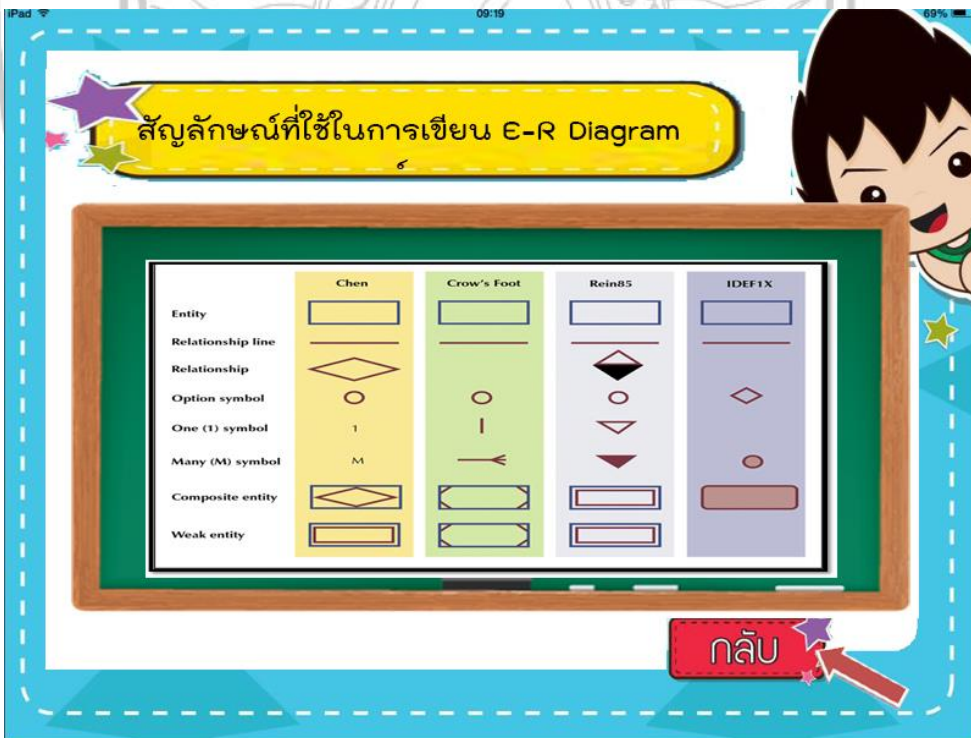 iPad 09:19 69%
สัญลักษณ์ที่ใช้ในการเขียน E-R Diagram
์
Chen Crow's Foot Rein85 IDEF1X
Entity
Relationship line
Relationship
Option symbol
One (1) symbol 1
Many (M) symbol M
Composite entity
Weak entity
กลับ